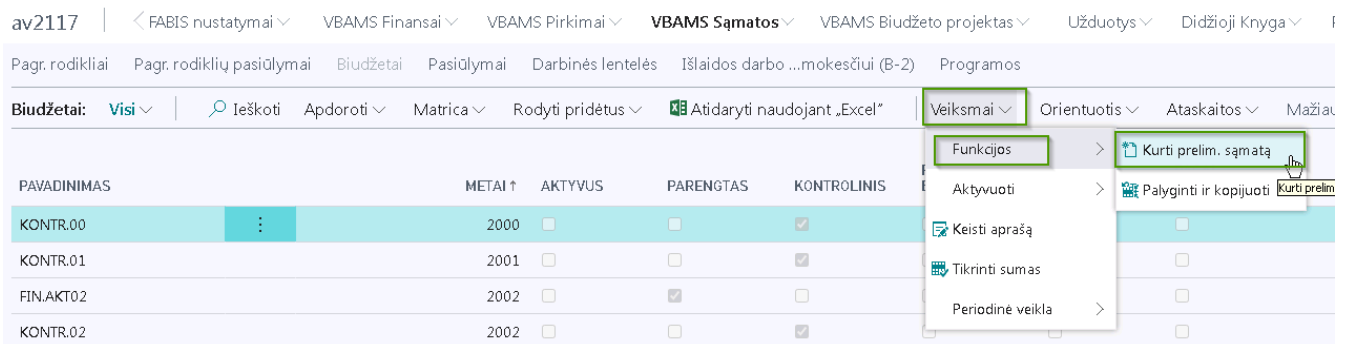 av2117 FABIS nustatymai VBAMS Finansai VBAMS Pirkimai VBAMS Sąmatos VBAMS Biudžeto projektas Užduotys Didžioji Knyga
Pagr. rodikliai Pagr. rodiklių pasiūlymai Biudžetai Pasiūlymai Darbinės lentelės Išlaidos darbo ...mokesčiui (B-2) Programos
Biudžetai: Visi Ieškoti Apdoroti Matrica Rodyti pridėtus Atidaryti naudojant „Excel” Veiksmai Orientuotis Ataskaitos Mažiau
Funkcijos Kurti prelim. sąmatą
PAVADINIMAS METAI ↑ AKTYVUS PARENGTAS KONTROLINIS Aktyvuoti Palyginti ir kopijuoti Kurti prelim
KONTR.00 2000 Keisti aprašą
KONTR.01 2001 Tikrinti sumas
FIN.AKT02 2002 Periodinė veikla
KONTR.02 2002